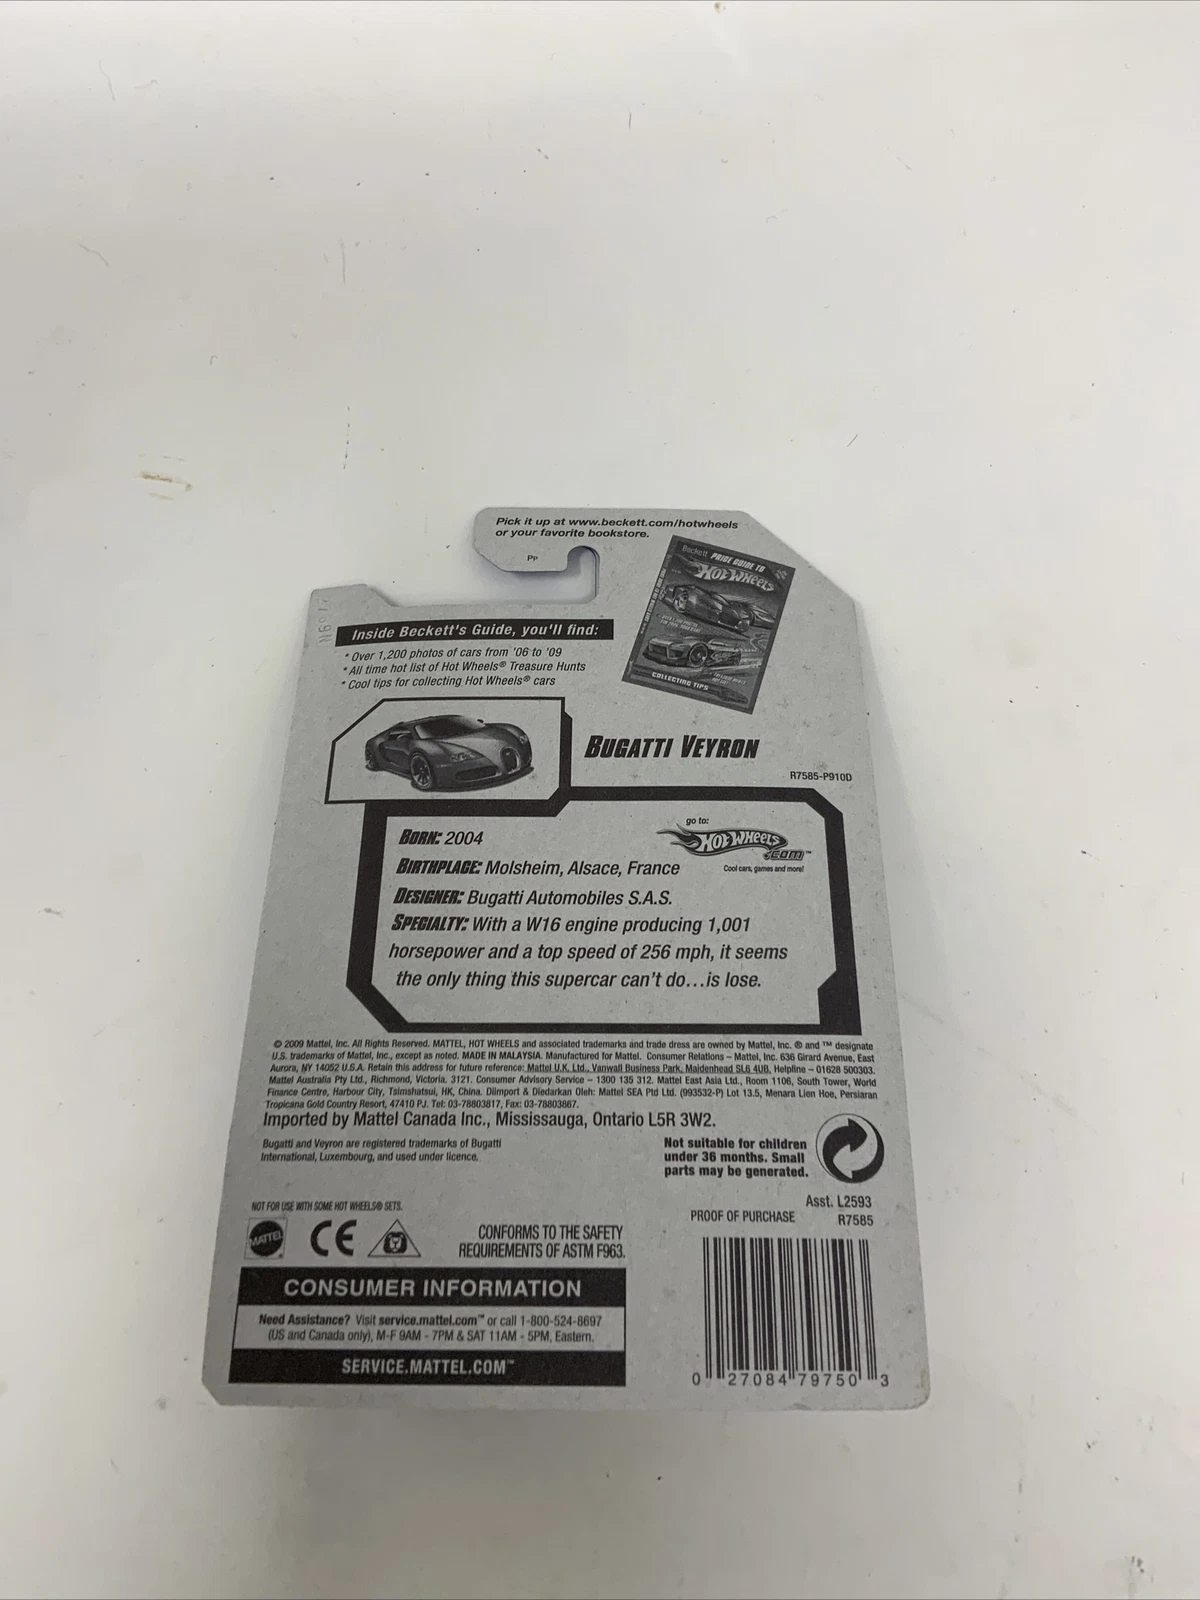 Pick it up at www.beckett.com/hotwheels
or your favorite bookstore.
PP
Beckett PRICE GUIDE TO
HOT WHEELS
COLLECTING TIPS
Inside Beckett's Guide, you'll find:
* Over 1,200 photos of cars from '06 to '09
* All time hot list of Hot Wheels® Treasure Hunts
* Cool tips for collecting Hot Wheels® cars
BUGATTI VEYRON
R7585-P910D
BORN: 2004
go to:
HOT WHEELS
.COM™
Cool cars, games and more!
BIRTHPLACE: Molsheim, Alsace, France
DESIGNER: Bugatti Automobiles S.A.S.
SPECIALTY: With a W16 engine producing 1,001
horsepower and a top speed of 256 mph, it seems
the only thing this supercar can't do...is lose.
© 2009 Mattel, Inc. All Rights Reserved. MATTEL, HOT WHEELS and associated trademarks and trade dress are owned by Mattel, Inc. ® and ™ designate
U.S. trademarks of Mattel, Inc., except as noted. MADE IN MALAYSIA. Manufactured for Mattel. Consumer Relations – Mattel, Inc. 636 Girard Avenue, East
Aurora, NY 14052 U.S.A. Retain this address for future reference: Mattel U.K. Ltd., Vanwall Business Park, Maidenhead SL6 4UB. Helpline – 01628 500303.
Mattel Australia Pty Ltd., Richmond, Victoria. 3121. Consumer Advisory Service – 1300 135 312. Mattel East Asia Ltd., Room 1106, South Tower, World
Finance Centre, Harbour City, Tsimshatsui, HK, China. Diimport & Diedarkan Oleh: Mattel SEA Ptd Ltd. (993532-P) Lot 13.5, Menara Lien Hoe, Persiaran
Tropicana Gold Country Resort, 47410 PJ. Tel: 03-78803817, Fax: 03-78803867.
Imported by Mattel Canada Inc., Mississauga, Ontario L5R 3W2.
Bugatti and Veyron are registered trademarks of Bugatti
International, Luxembourg, and used under licence.
Not suitable for children
under 36 months. Small
parts may be generated.
NOT FOR USE WITH SOME HOT WHEELS® SETS.
Asst. L2593
PROOF OF PURCHASE R7585
MATTEL
CE
CONFORMS TO THE SAFETY
REQUIREMENTS OF ASTM F963.
CONSUMER INFORMATION
Need Assistance? Visit service.mattel.com™ or call 1-800-524-8697
(US and Canada only), M-F 9AM - 7PM & SAT 11AM - 5PM, Eastern.
SERVICE.MATTEL.COM™
0 27084 79750 3